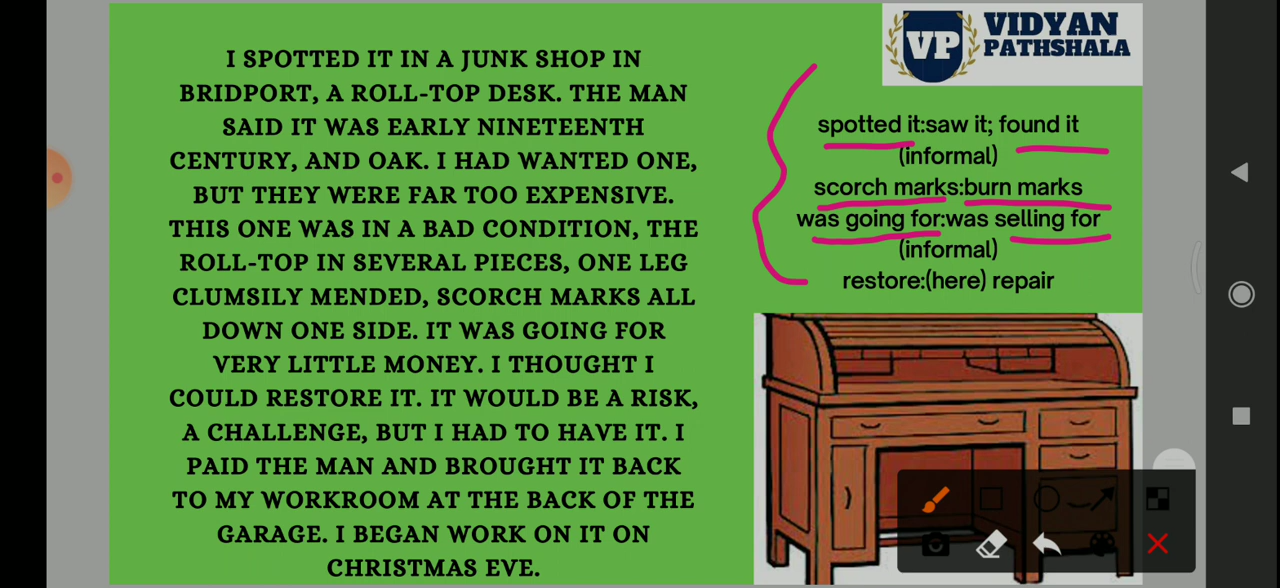 I SPOTTED IT IN A JUNK SHOP IN
BRIDPORT, A ROLL-TOP DESK. THE MAN
SAID IT WAS EARLY NINETEENTH
CENTURY, AND OAK. I HAD WANTED ONE,
BUT THEY WERE FAR TOO EXPENSIVE.
THIS ONE WAS IN A BAD CONDITION, THE
ROLL-TOP IN SEVERAL PIECES, ONE LEG
CLUMSILY MENDED, SCORCH MARKS ALL
DOWN ONE SIDE. IT WAS GOING FOR
VERY LITTLE MONEY. I THOUGHT I
COULD RESTORE IT. IT WOULD BE A RISK,
A CHALLENGE, BUT I HAD TO HAVE IT. I
PAID THE MAN AND BROUGHT IT BACK
TO MY WORKROOM AT THE BACK OF THE
GARAGE. I BEGAN WORK ON IT ON
CHRISTMAS EVE.
VP
VIDYAN
PATHSHALA
spotted it:saw it; found it
(informal)
scorch marks:burn marks
was going for:was selling for
(informal)
restore:(here) repair